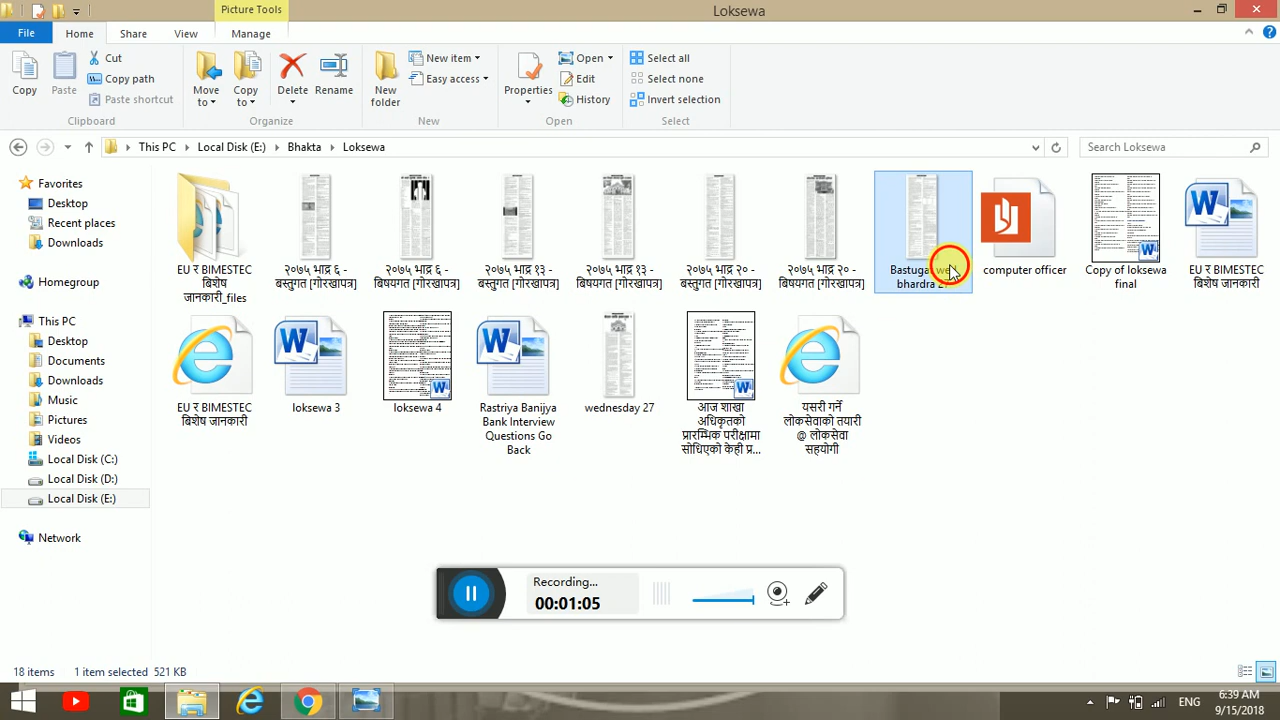 Picture Tools
Loksewa
File
Home
Share
View
Manage
Copy
Paste
Cut
Copy path
Paste shortcut
Clipboard
Move to
Copy to
Delete
Rename
Organize
New folder
New item
Easy access
New
Properties
Open
Edit
History
Open
Select all
Select none
Invert selection
Select
This PC
Local Disk (E:)
Bhakta
Loksewa
Search Loksewa
Favorites
Desktop
Recent places
Downloads
Homegroup
This PC
Desktop
Documents
Downloads
Music
Pictures
Videos
Local Disk (C:)
Local Disk (D:)
Local Disk (E:)
Network
EU र BIMESTEC
बिशेष
जानकारी_files
२०७५ भाद्र ६ -
बस्तुगत [गोरखापत्र]
२०७५ भाद्र ६ -
बिषयगत [गोरखापत्र]
२०७५ भाद्र १३ -
बस्तुगत [गोरखापत्र]
२०७५ भाद्र १३ -
बिषयगत [गोरखापत्र]
२०७५ भाद्र २० -
बस्तुगत [गोरखापत्र]
२०७५ भाद्र २० -
बिषयगत [गोरखापत्र]
bhardra
computer officer
Copy of loksewa
final
EU र BIMESTEC
बिशेष जानकारी
EU र BIMESTEC
बिशेष जानकारी
loksewa 3
loksewa 4
Rastriya Banijya
Bank Interview
Questions Go
Back
wednesday 27
आज शाखा
अधिकृतको
प्रारम्भिक परीक्षामा
सोधिएको केही प्र...
यसरी गर्ने
लोकसेवाको तयारी
@ लोकसेवा
सहयोगी
Recording...
00:01:05
18 items
1 item selected 521 KB
ENG
6:39 AM
9/15/2018